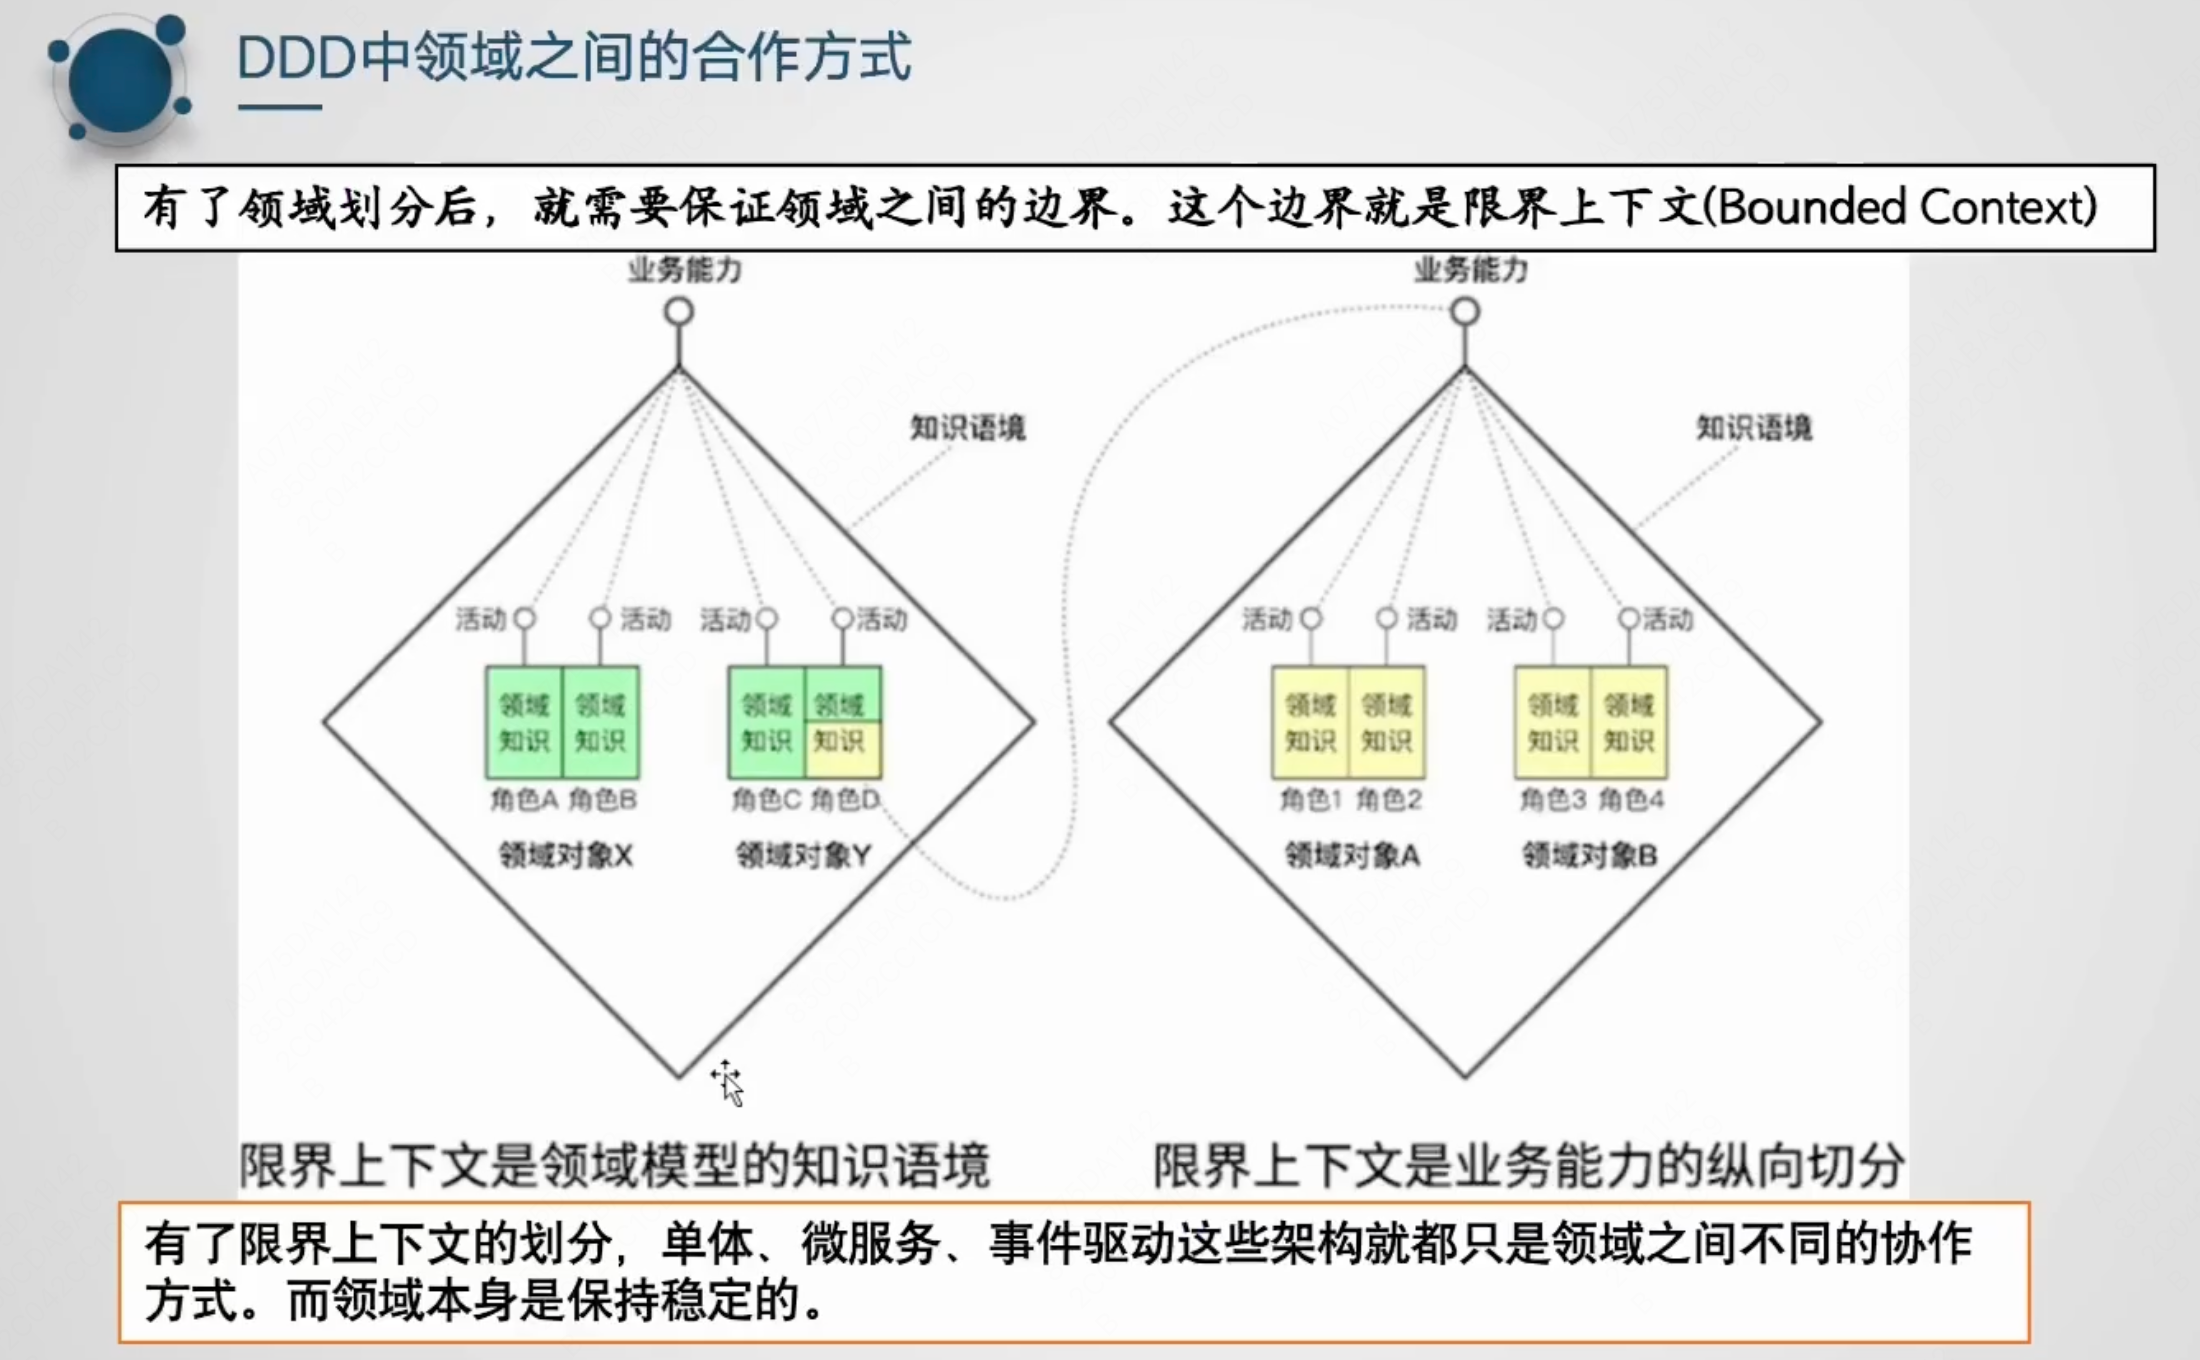 DDD中领域之间的合作方式
有了领域划分后，就需要保证领域之间的边界。这个边界就是限界上下文(Bounded Context)
业务能力 业务能力
知识语境 知识语境
活动 活动 活动 活动 活动 活动 活动 活动
领域 领域 领域 领域 领域 领域 领域 领域
知识 知识 知识 知识 知识 知识 知识 知识
角色A 角色B 角色C 角色D 角色1 角色2 角色3 角色4
领域对象X 领域对象Y 领域对象A 领域对象B
限界上下文是领域模型的知识语境 限界上下文是业务能力的纵向切分
有了限界上下文的划分，单体、微服务、事件驱动这些架构就都只是领域之间不同的协作
方式。而领域本身是保持稳定的。